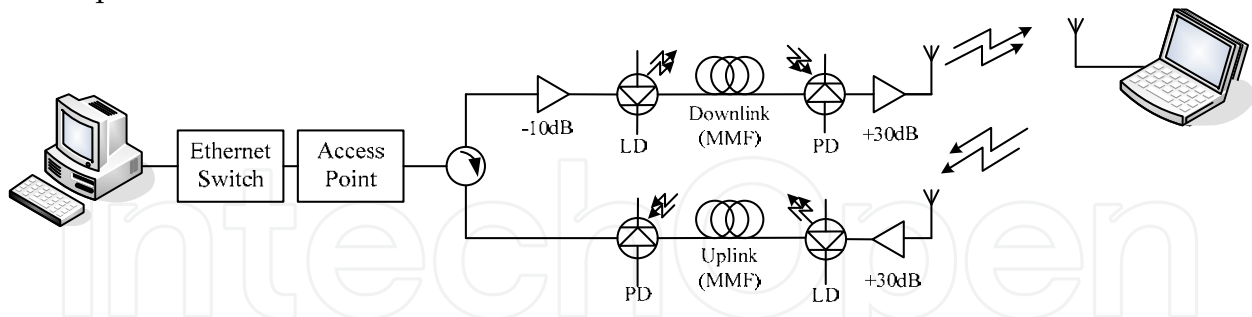 -10dB
LD
Downlink
(MMF)
PD
+30dB
Ethernet
Switch
Access
Point
PD
Uplink
(MMF)
LD
+30dB
intechopen